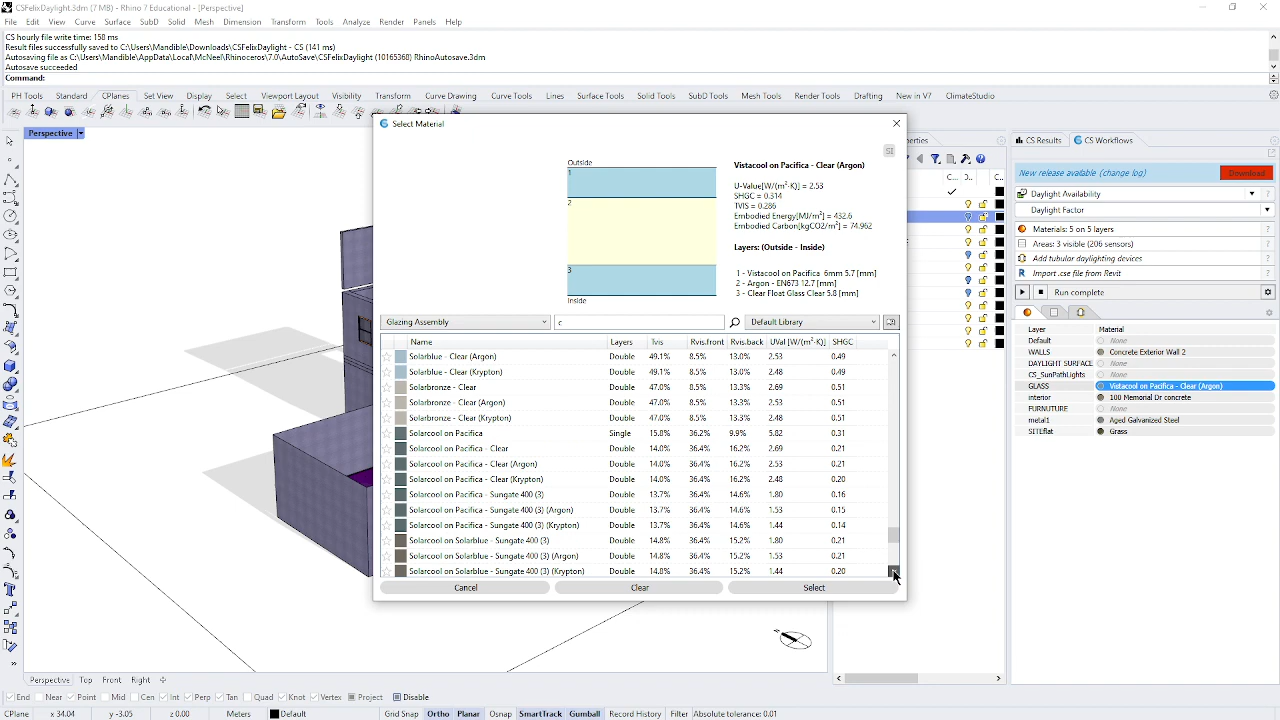 CSFelixDaylight.3dm (70 MB) - Rhino 7 Educational - [Perspective]
File Edit View Curve Surface SubD Solid Mesh Dimension Transform Tools Analyze Render Panels Help
CS hourly file write time: 158 ms
Result files successfully saved to C:\Users\Mandible\Downloads\CSFelixDaylight - CS (141 ms)
Autosaving file as C:\Users\Mandible\AppData\Local\McNeel\Rhinoceros\7.0\AutoSave\CSFelixDaylight (10165368) RhinoAutosave.3dm
Autosave succeeded
Command:
PH Tools Standard CPlanes Set View Display Select Viewport Layout Visibility Transform Curve Drawing Curve Tools Lines Surface Tools Solid Tools SubD Tools Mesh Tools Render Tools Drafting New in V7 ClimateStudio
Perspective
Select Material
SI
Outside
1
2
3
Inside
Vistacool on Pacifica - Clear (Argon)
U-Value[W/(m²·K)] = 2.53
SHGC = 0.314
TVIS = 0.286
Embodied Energy[MJ/m²] = 432.6
Embodied Carbon[kgCO2/m²] = 74.962
Layers: (Outside - Inside)
1 - Vistacool on Pacifica 6mm 5.7 [mm]
2 - Argon - EN673 12.7 [mm]
3 - Clear Float Glass Clear 5.8 [mm]
Glazing Assembly c Default Library
Name Layers Tvis Rvis.front Rvis.back UVal [W/(m²·K)] SHGC
Solarblue - Clear (Argon) Double 49.1% 8.5% 13.0% 2.53 0.49
Solarblue - Clear (Krypton) Double 49.1% 8.5% 13.0% 2.48 0.49
Solarbronze - Clear Double 47.0% 8.5% 13.3% 2.69 0.51
Solarbronze - Clear (Argon) Double 47.0% 8.5% 13.2% 2.53 0.51
Solarbronze - Clear (Krypton) Double 47.0% 8.5% 13.3% 2.48 0.51
Solarcool on Pacifica Single 15.8% 36.2% 9.9% 5.82 0.31
Solarcool on Pacifica - Clear Double 14.0% 36.4% 16.2% 2.69 0.21
Solarcool on Pacifica - Clear (Argon) Double 14.0% 36.4% 16.2% 2.53 0.21
Solarcool on Pacifica - Clear (Krypton) Double 14.0% 36.4% 16.2% 2.48 0.20
Solarcool on Pacifica - Sungate 400 (3) Double 13.7% 36.4% 14.6% 1.80 0.16
Solarcool on Pacifica - Sungate 400 (3) (Argon) Double 13.7% 36.4% 14.6% 1.53 0.15
Solarcool on Pacifica - Sungate 400 (3) (Krypton) Double 13.7% 36.4% 14.6% 1.44 0.14
Solarcool on Solarblue - Sungate 400 (3) Double 14.8% 36.4% 15.2% 1.80 0.21
Solarcool on Solarblue - Sungate 400 (3) (Argon) Double 14.8% 36.4% 15.2% 1.53 0.21
Solarcool on Solarblue - Sungate 400 (3) (Krypton) Double 14.8% 36.4% 15.2% 1.44 0.20
Cancel Clear Select
CS Results CS Workflows
New release available (change log) Download
Daylight Availability
Daylight Factor
Materials: 5 on 5 layers
Areas: 3 visible (206 sensors)
Add tubular daylighting devices
Import .cse file from Revit
Run complete
Layer Material
Default None
WALLS Concrete Exterior Wall 2
DAYLIGHT SURFACE None
CS_SunPathLights None
GLASS Vistacool on Pacifica - Clear (Argon)
interior 100 Memorial Dr concrete
FURNUTURE None
metal1 Aged Galvanized Steel
SITEflat Grass
Perspective Top Front Right
End Near Point Mid Cen Int Perp Tan Quad Knot Vertex Project Disable
CPlane x 34.04 y -3.05 z 0.00 Meters Default Grid Snap Ortho Planar Osnap SmartTrack Gumball Record History Filter Absolute tolerance: 0.01